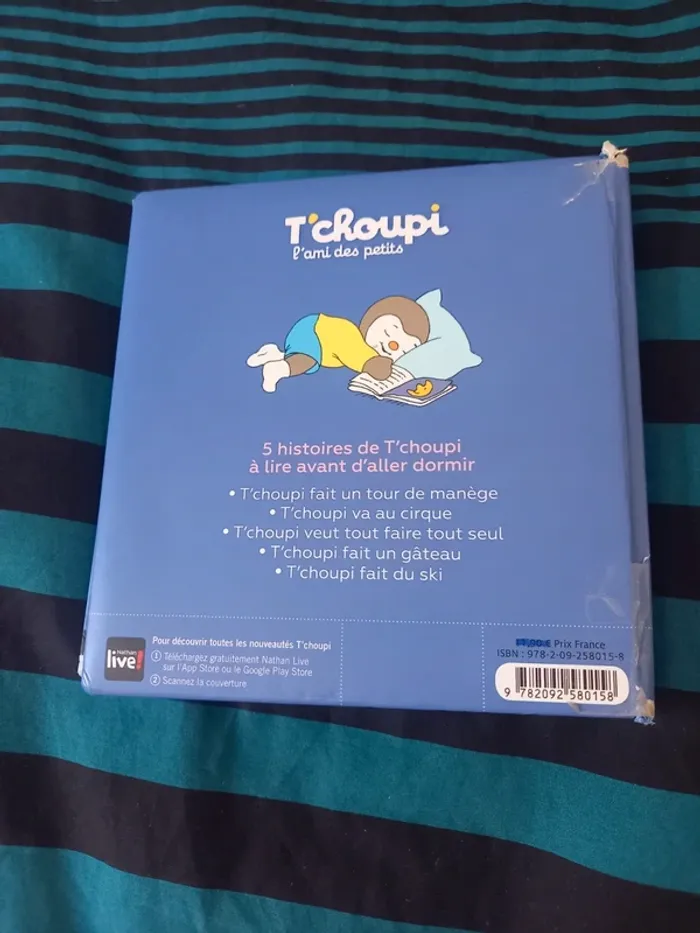 T'choupi
l'ami des petits
5 histoires de T'choupi
à lire avant d'aller dormir
• T'choupi fait un tour de manège
• T'choupi va au cirque
• T'choupi veut tout faire tout seul
• T'choupi fait un gâteau
• T'choupi fait du ski
Nathan
live!
Pour découvrir toutes les nouveautés T'choupi
1 Téléchargez gratuitement Nathan Live
sur l'App Store ou le Google Play Store
2 Scannez la couverture
€ Prix France
ISBN : 978-2-09-258015-8
9 782092 580158